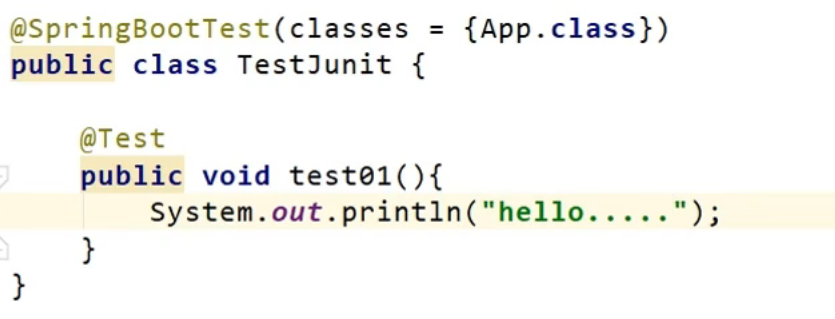 @SpringBootTest(classes = {App.class})
public class TestJunit {
@Test
public void test01(){
System.out.println("hello.....");
}
}